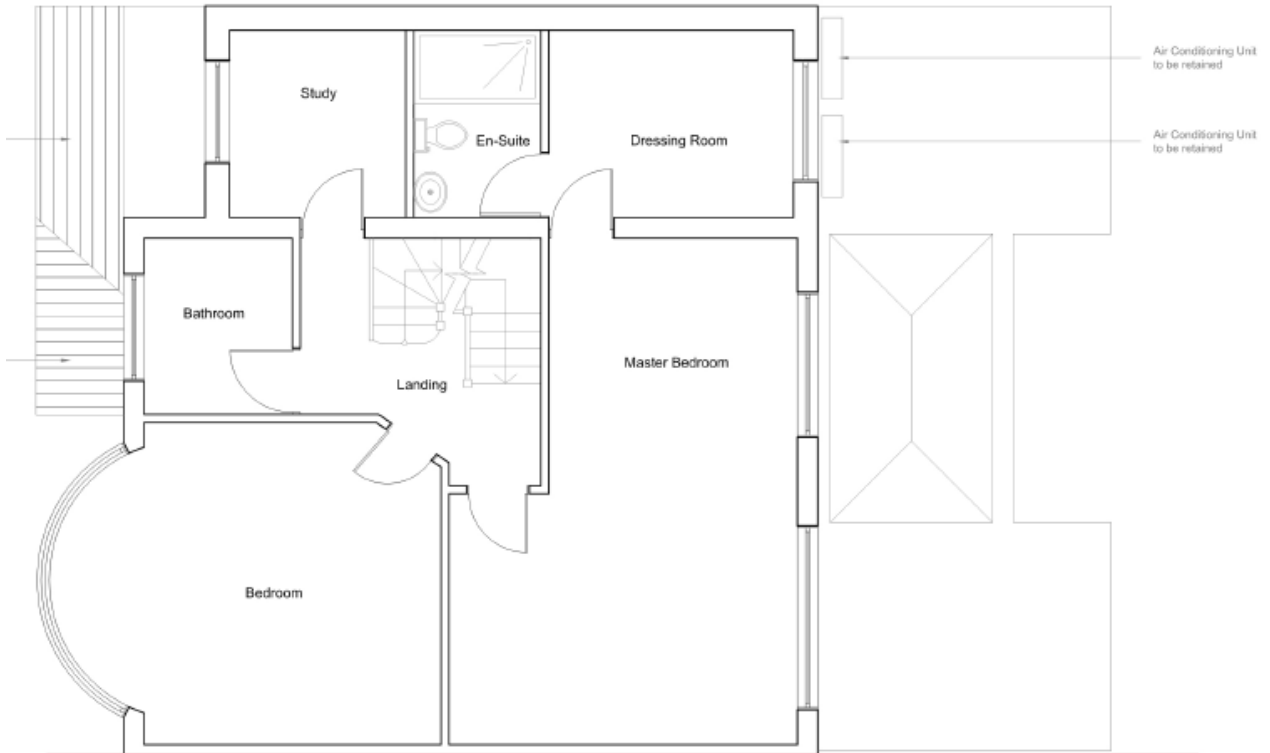 Air Conditioning Unit
to be retained
Study
En-Suite
Dressing Room
Air Conditioning Unit
to be retained
Bathroom
Master Bedroom
Landing
Bedroom